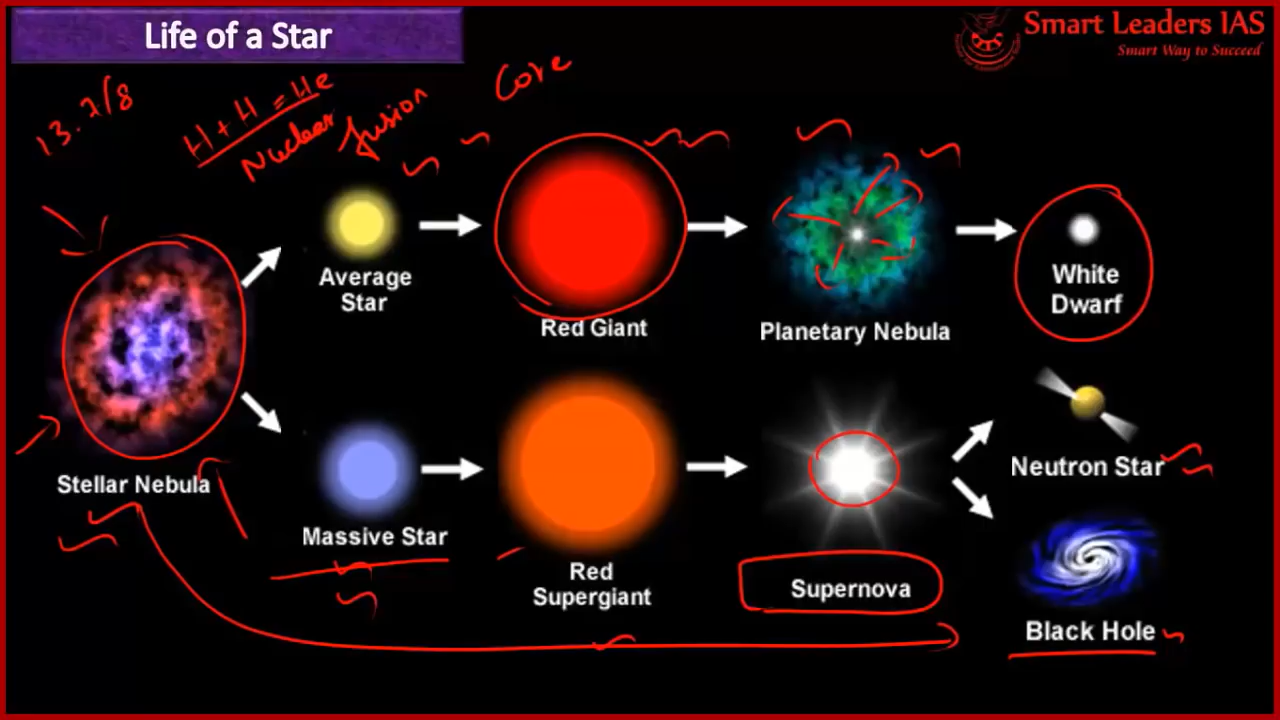 Life of a Star
Smart Leaders IAS
Smart Way to Succeed
Core
13.7/8
H + H = He
Nuclear fusion
Average
Star
Red Giant
Planetary Nebula
White
Dwarf
Stellar Nebula
Massive Star
Red
Supergiant
Supernova
Neutron Star
Black Hole